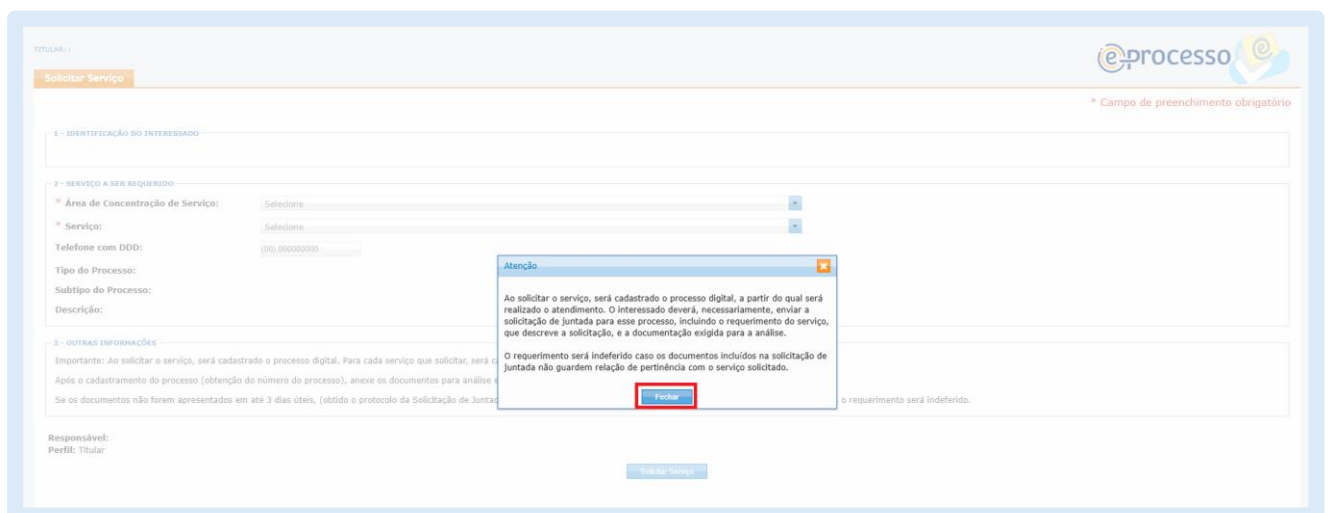 TITULAR: -
e-processo
Solicitar Serviço
* Campo de preenchimento obrigatório
1 - IDENTIFICAÇÃO DO INTERESSADO
2 - SERVIÇO A SER REQUERIDO
* Área de Concentração de Serviço: Selecione
* Serviço: Selecione
Telefone com DDD: (00) 000000000
Tipo do Processo:
Subtipo do Processo:
Descrição:
Atenção
Ao solicitar o serviço, será cadastrado o processo digital, a partir do qual será
realizado o atendimento. O interessado deverá, necessariamente, enviar a
solicitação de juntada para esse processo, incluindo o requerimento do serviço,
que descreve a solicitação, e a documentação exigida para a análise.
O requerimento será indeferido caso os documentos incluídos na solicitação de
juntada não guardem relação de pertinência com o serviço solicitado.
Fechar
3 - OUTRAS INFORMAÇÕES
Importante: Ao solicitar o serviço, será cadastrado o processo digital. Para cada serviço que solicitar, será
Após o cadastramento do processo (obtenção do número do processo), anexe os documentos para análise
Se os documentos não forem apresentados em até 3 dias úteis, (obtido o protocolo da Solicitação de o requerimento será indeferido.
Responsável:
Perfil: Titular
Solicitar Serviço